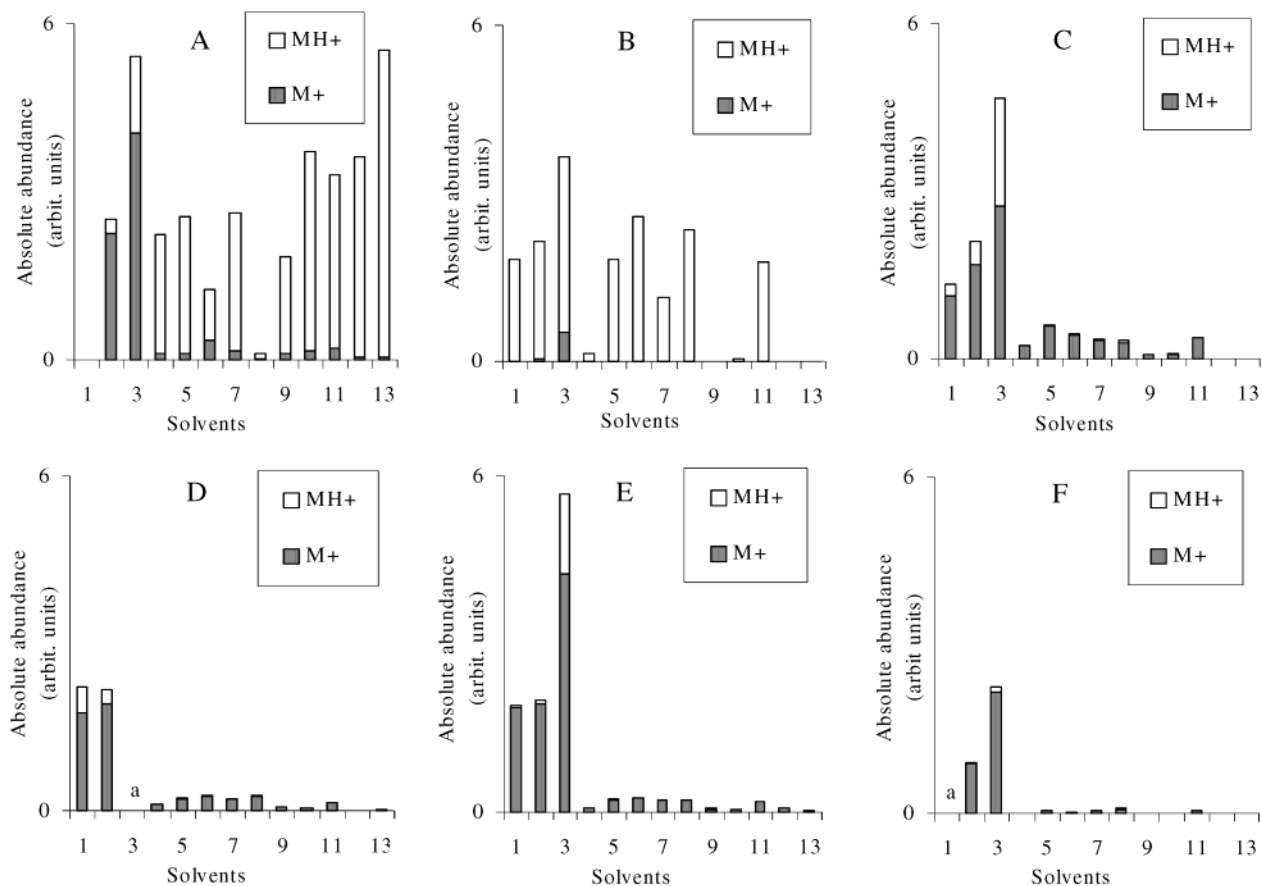 6
A
MH+
M+
Absolute abundance
(arbit. units)
0
1 3 5 7 9 11 13
Solvents
6
B
MH+
M+
Absolute abundance
(arbit. units)
0
1 3 5 7 9 11 13
Solvents
6
C
MH+
M+
Absolute abundance
(arbit. units)
0
1 3 5 7 9 11 13
Solvents
6
D
MH+
M+
Absolute abundance
(arbit. units)
a
0
1 3 5 7 9 11 13
Solvents
6
E
MH+
M+
Absolute abundance
(arbit. units)
0
1 3 5 7 9 11 13
Solvents
6
F
MH+
M+
Absolute abundance
(arbit. units)
a
0
1 3 5 7 9 11 13
Solvents